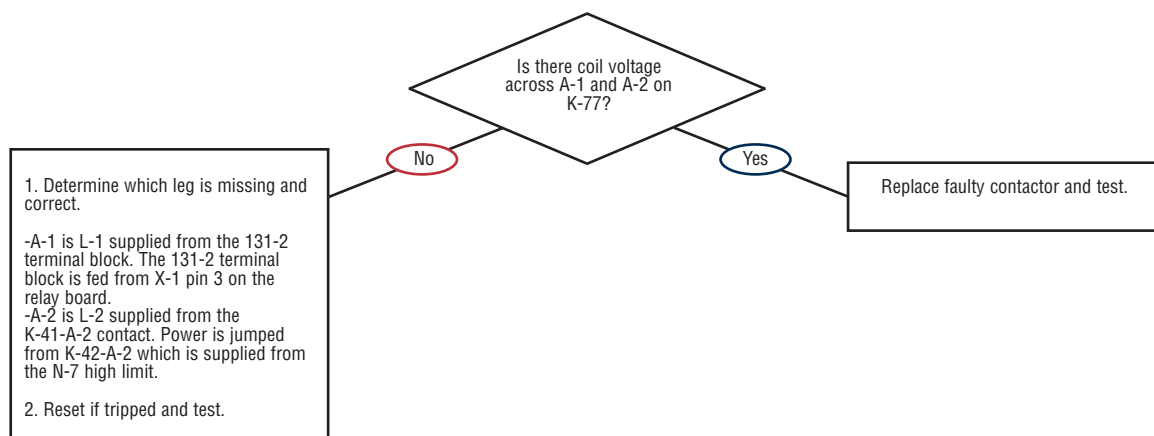 Is there coil voltage
across A-1 and A-2 on
K-77?
No
Yes
1. Determine which leg is missing and
correct.
-A-1 is L-1 supplied from the 131-2
terminal block. The 131-2 terminal
block is fed from X-1 pin 3 on the
relay board.
-A-2 is L-2 supplied from the
K-41-A-2 contact. Power is jumped
from K-42-A-2 which is supplied from
the N-7 high limit.
2. Reset if tripped and test.
Replace faulty contactor and test.